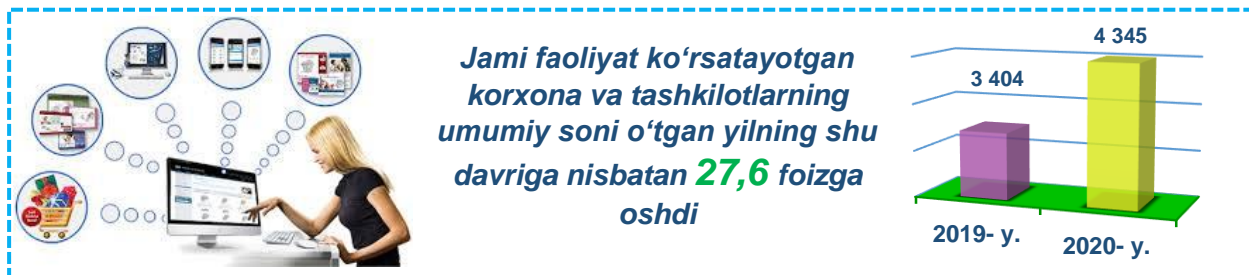 Jami faoliyat ko‘rsatayotgan
korxona va tashkilotlarning
umumiy soni o‘tgan yilning shu
davriga nisbatan 27,6 foizga
oshdi
4 345
3 404
2019- y.
2020- y.